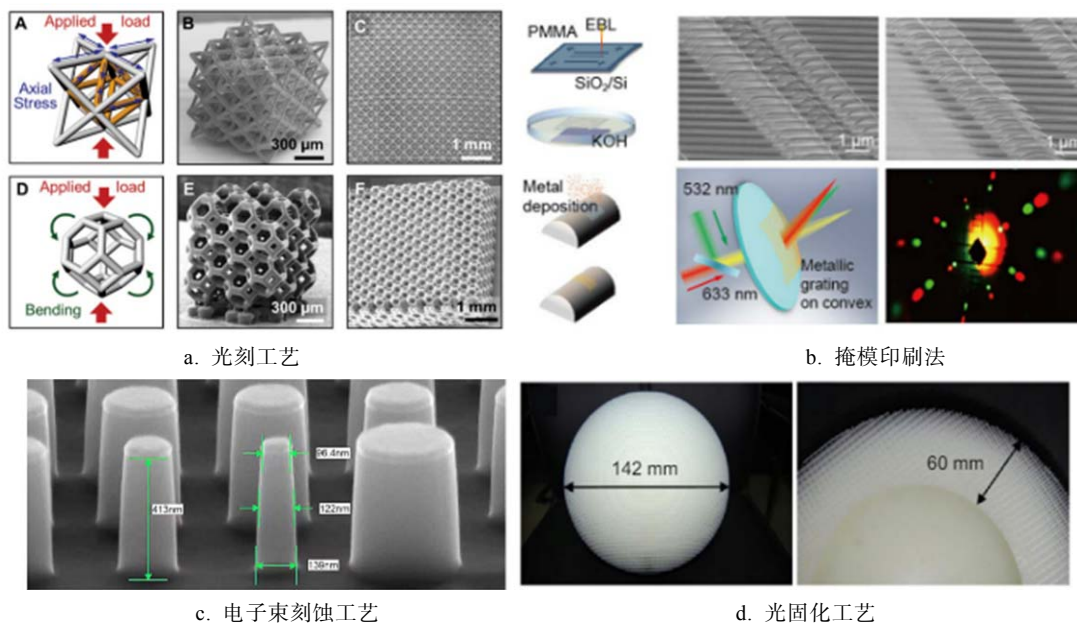 A
Applied load
Axial
Stress
B
300 μm
C
1 mm
D
Applied load
Bending
E
300 μm
F
1 mm
a. 光刻工艺
PMMA
EBL
SiO₂/Si
KOH
Metal
deposition
1 μm
1 μm
532 nm
633 nm
Metallic
grating
on convex
b. 掩模印刷法
413nm
96.4nm
122nm
139nm
c. 电子束刻蚀工艺
142 mm
60 mm
d. 光固化工艺